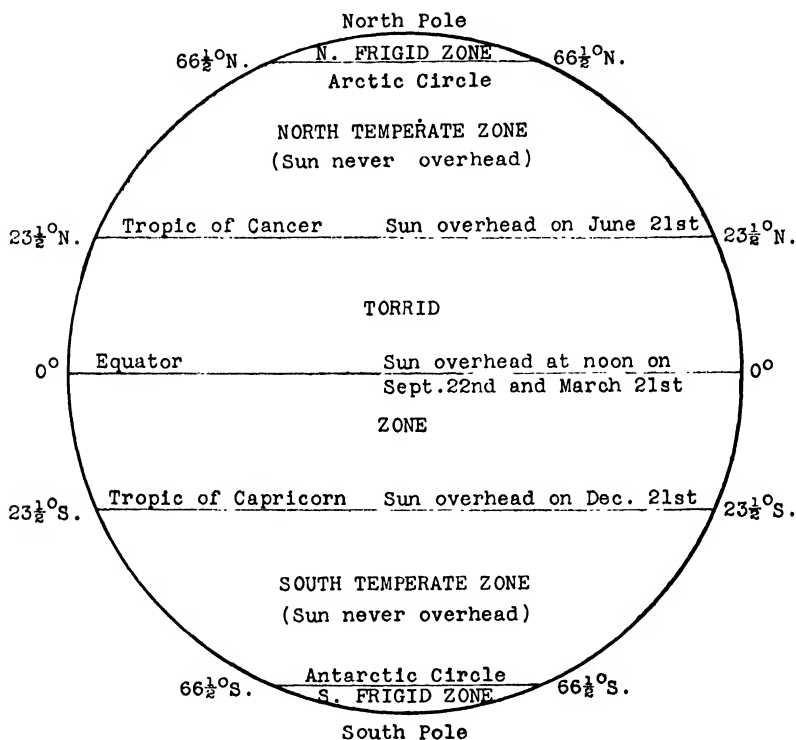 North Pole
66½°N. N. FRIGID ZONE 66½°N.
Arctic Circle
NORTH TEMPERATE ZONE
(Sun never overhead)
23½°N. Tropic of Cancer Sun overhead on June 21st 23½°N.
TORRID
0° Equator Sun overhead at noon on 0°
Sept.22nd and March 21st
ZONE
23½°S. Tropic of Capricorn Sun overhead on Dec. 21st 23½°S.
SOUTH TEMPERATE ZONE
(Sun never overhead)
Antarctic Circle
66½°S. S. FRIGID ZONE 66½°S.
South Pole